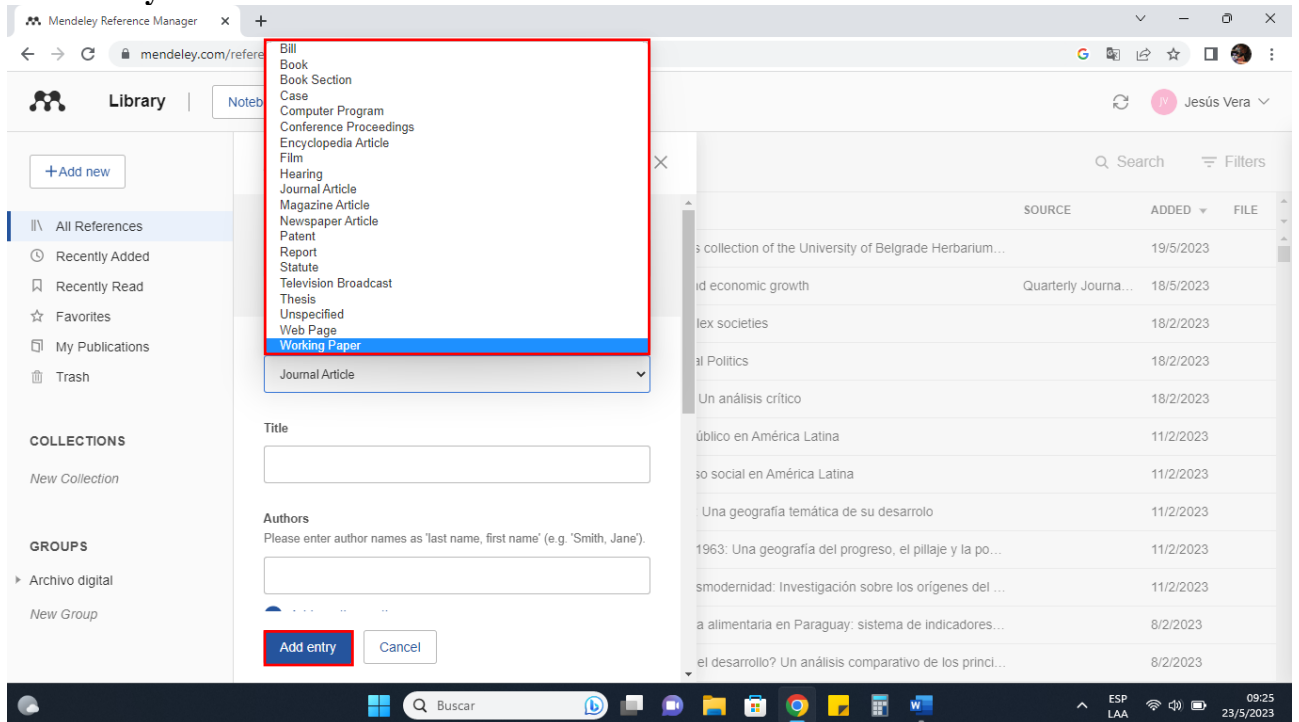 Mendeley Reference Manager
mendeley.com/refere
Library
Noteb
Jesús Vera
IV
+Add new
Search
Filters
All References
Recently Added
Recently Read
Favorites
My Publications
Trash
COLLECTIONS
New Collection
GROUPS
Archivo digital
New Group
Bill
Book
Book Section
Case
Computer Program
Conference Proceedings
Encyclopedia Article
Film
Hearing
Journal Article
Magazine Article
Newspaper Article
Patent
Report
Statute
Television Broadcast
Thesis
Unspecified
Web Page
Working Paper
Journal Article
Title
Authors
Please enter author names as 'last name, first name' (e.g. 'Smith, Jane').
Add entry
Cancel
SOURCE ADDED FILE
s collection of the University of Belgrade Herbarium... 19/5/2023
nd economic growth Quarterly Journa... 18/5/2023
lex societies 18/2/2023
al Politics 18/2/2023
Un análisis crítico 18/2/2023
úblico en América Latina 11/2/2023
so social en América Latina 11/2/2023
: Una geografía temática de su desarrolo 11/2/2023
1963: Una geografía del progreso, el pillaje y la po... 11/2/2023
smodernidad: Investigación sobre los orígenes del ... 11/2/2023
a alimentaria en Paraguay: sistema de indicadores... 8/2/2023
el desarrollo? Un análisis comparativo de los princi... 8/2/2023
Buscar
ESP
LAA
09:25
23/5/2023